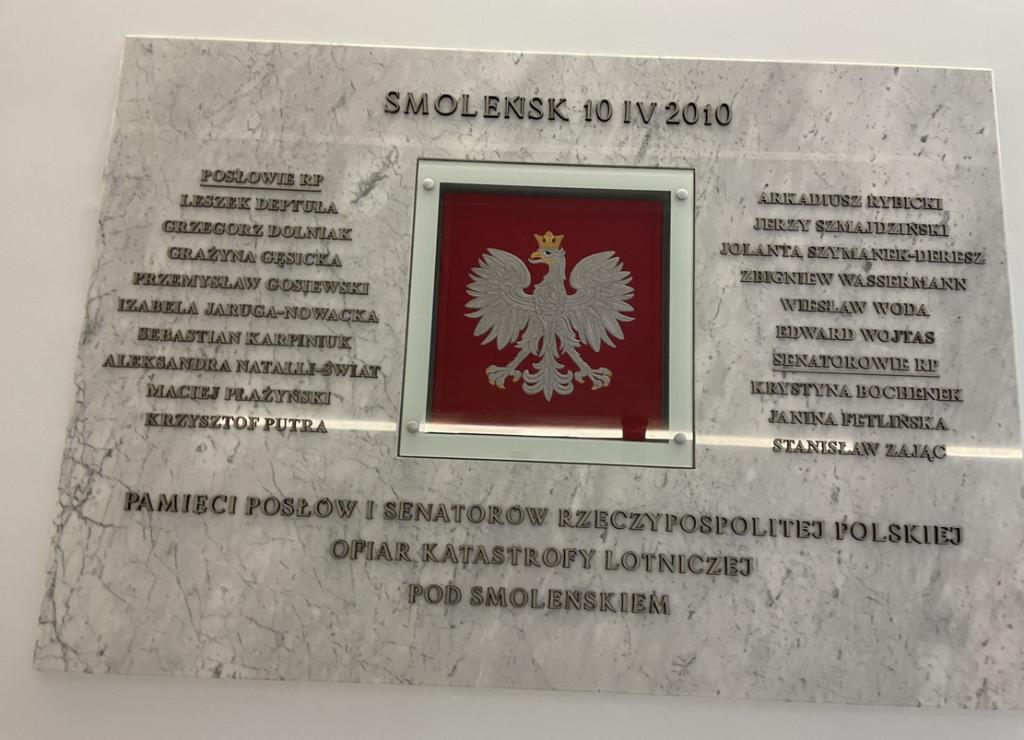 SMOLEŃSK 10 IV 2010
POSŁOWIE RP
LESZEK DEPTUŁA
GRZEGORZ DOLNIAK
GRAŻYNA GĘSICKA
PRZEMYSŁAW GOSIEWSKI
IZABELA JARUGA-NOWACKA
SEBASTIAN KARPINIUK
ALEKSANDRA NATALLI-ŚWIAT
MACIEJ PŁAŻYŃSKI
KRZYSZTOF PUTRA
ARKADIUSZ RYBICKI
JERZY SZMAJDZIŃSKI
JOLANTA SZYMANEK-DERESZ
ZBIGNIEW WASSERMANN
WIESŁAW WODA
EDWARD WOJTAS
SENATOROWIE RP
KRYSTYNA BOCHENEK
JANINA FETLIŃSKA
STANISŁAW ZAJĄC
PAMIĘCI POSŁÓW I SENATORÓW RZECZYPOSPOLITEJ POLSKIEJ
OFIAR KATASTROFY LOTNICZEJ
POD SMOLEŃSKIEM